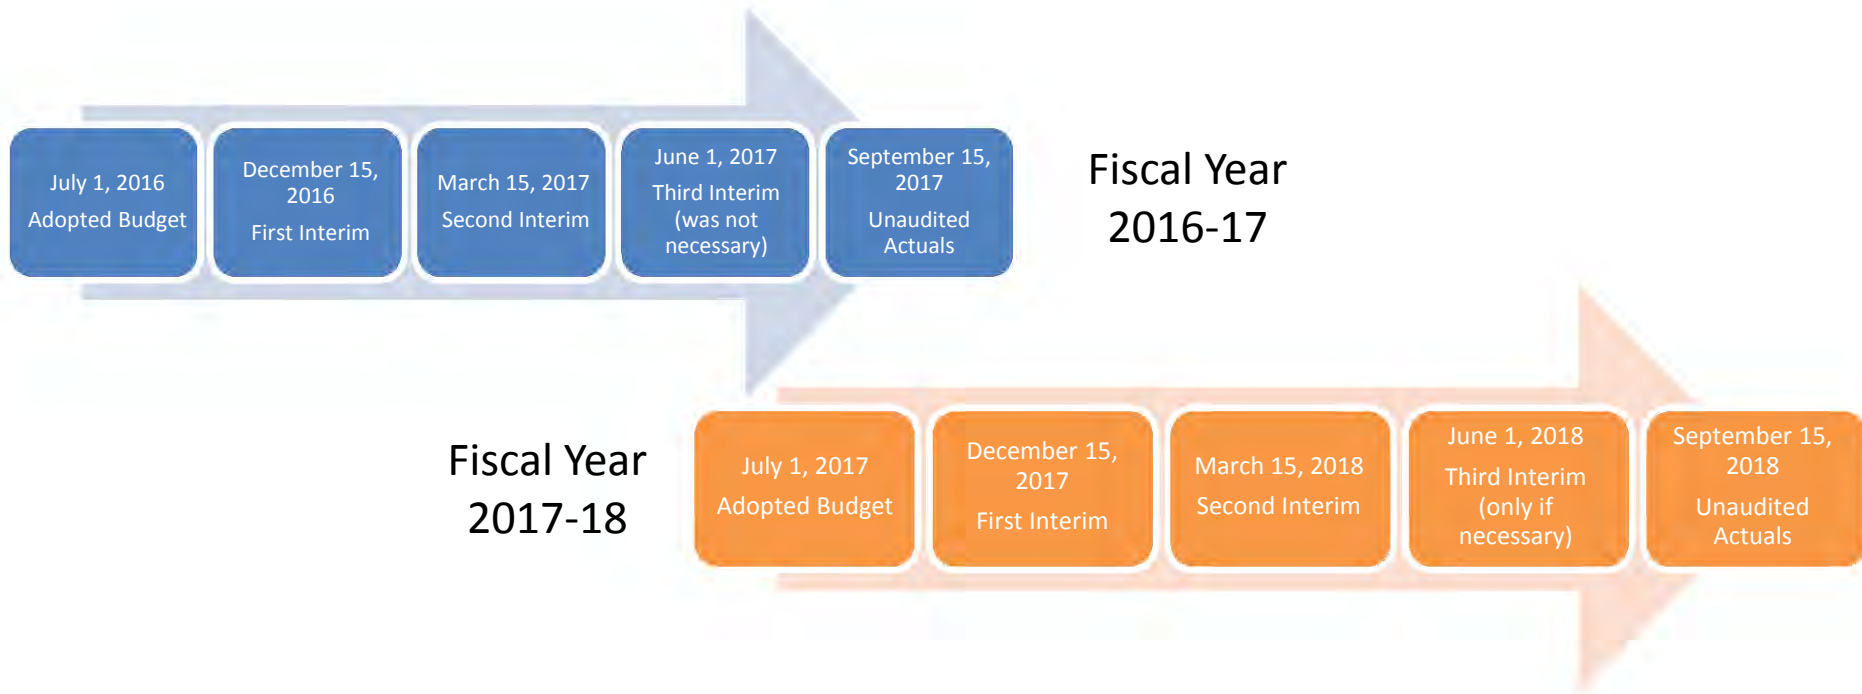 July 1, 2016
Adopted Budget
December 15,
2016
First Interim
March 15, 2017
Second Interim
June 1, 2017
Third Interim
(was not
necessary)
September 15,
2017
Unaudited
Actuals
Fiscal Year
2016-17
Fiscal Year
2017-18
July 1, 2017
Adopted Budget
December 15,
2017
First Interim
March 15, 2018
Second Interim
June 1, 2018
Third Interim
(only if
necessary)
September 15,
2018
Unaudited
Actuals